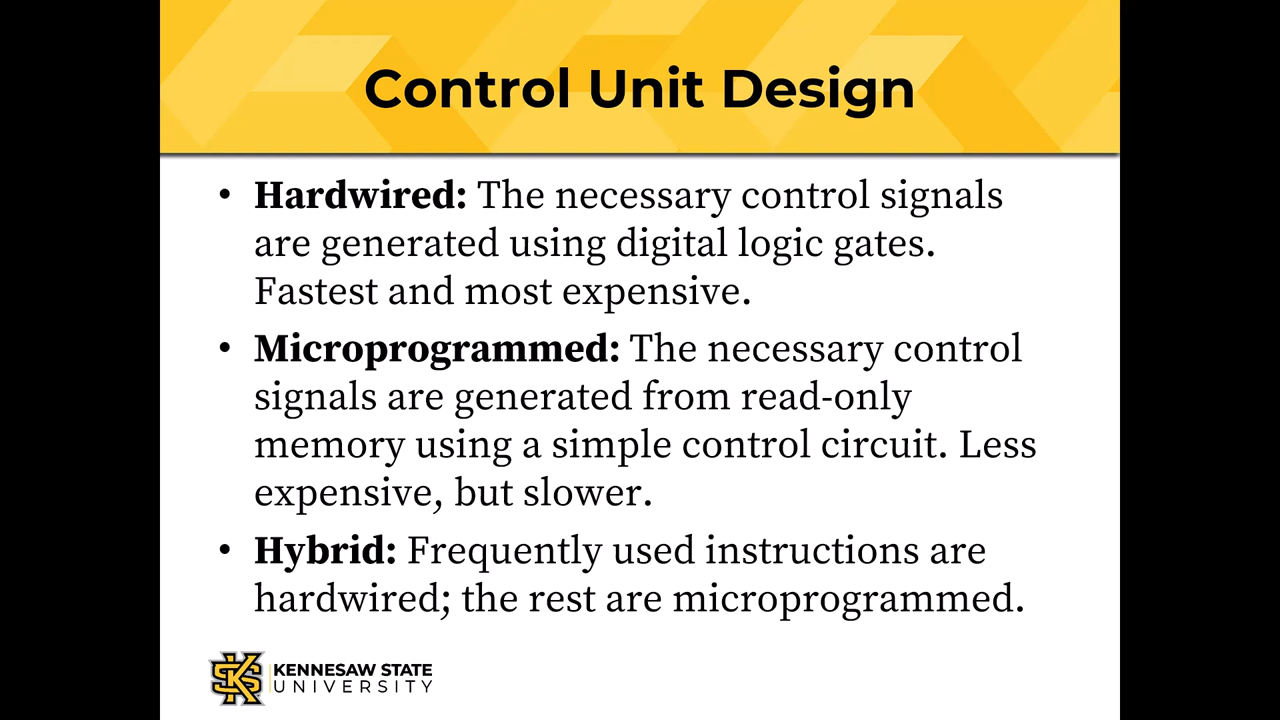 Control Unit Design
• Hardwired: The necessary control signals
are generated using digital logic gates.
Fastest and most expensive.
• Microprogrammed: The necessary control
signals are generated from read-only
memory using a simple control circuit. Less
expensive, but slower.
• Hybrid: Frequently used instructions are
hardwired; the rest are microprogrammed.
KS
KENNESAW STATE
UNIVERSITY